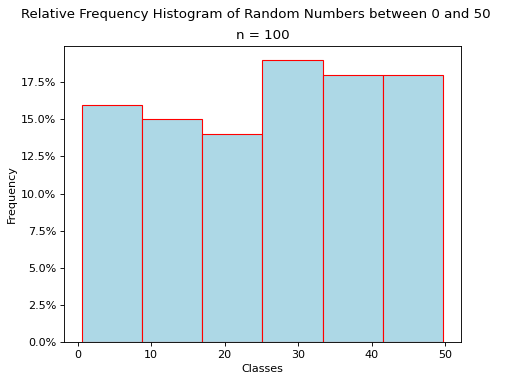 Relative Frequency Histogram of Random Numbers between 0 and 50
n = 100
17.5%
15.0%
12.5%
10.0%
7.5%
5.0%
2.5%
0.0%
Frequency
0 10 20 30 40 50
Classes